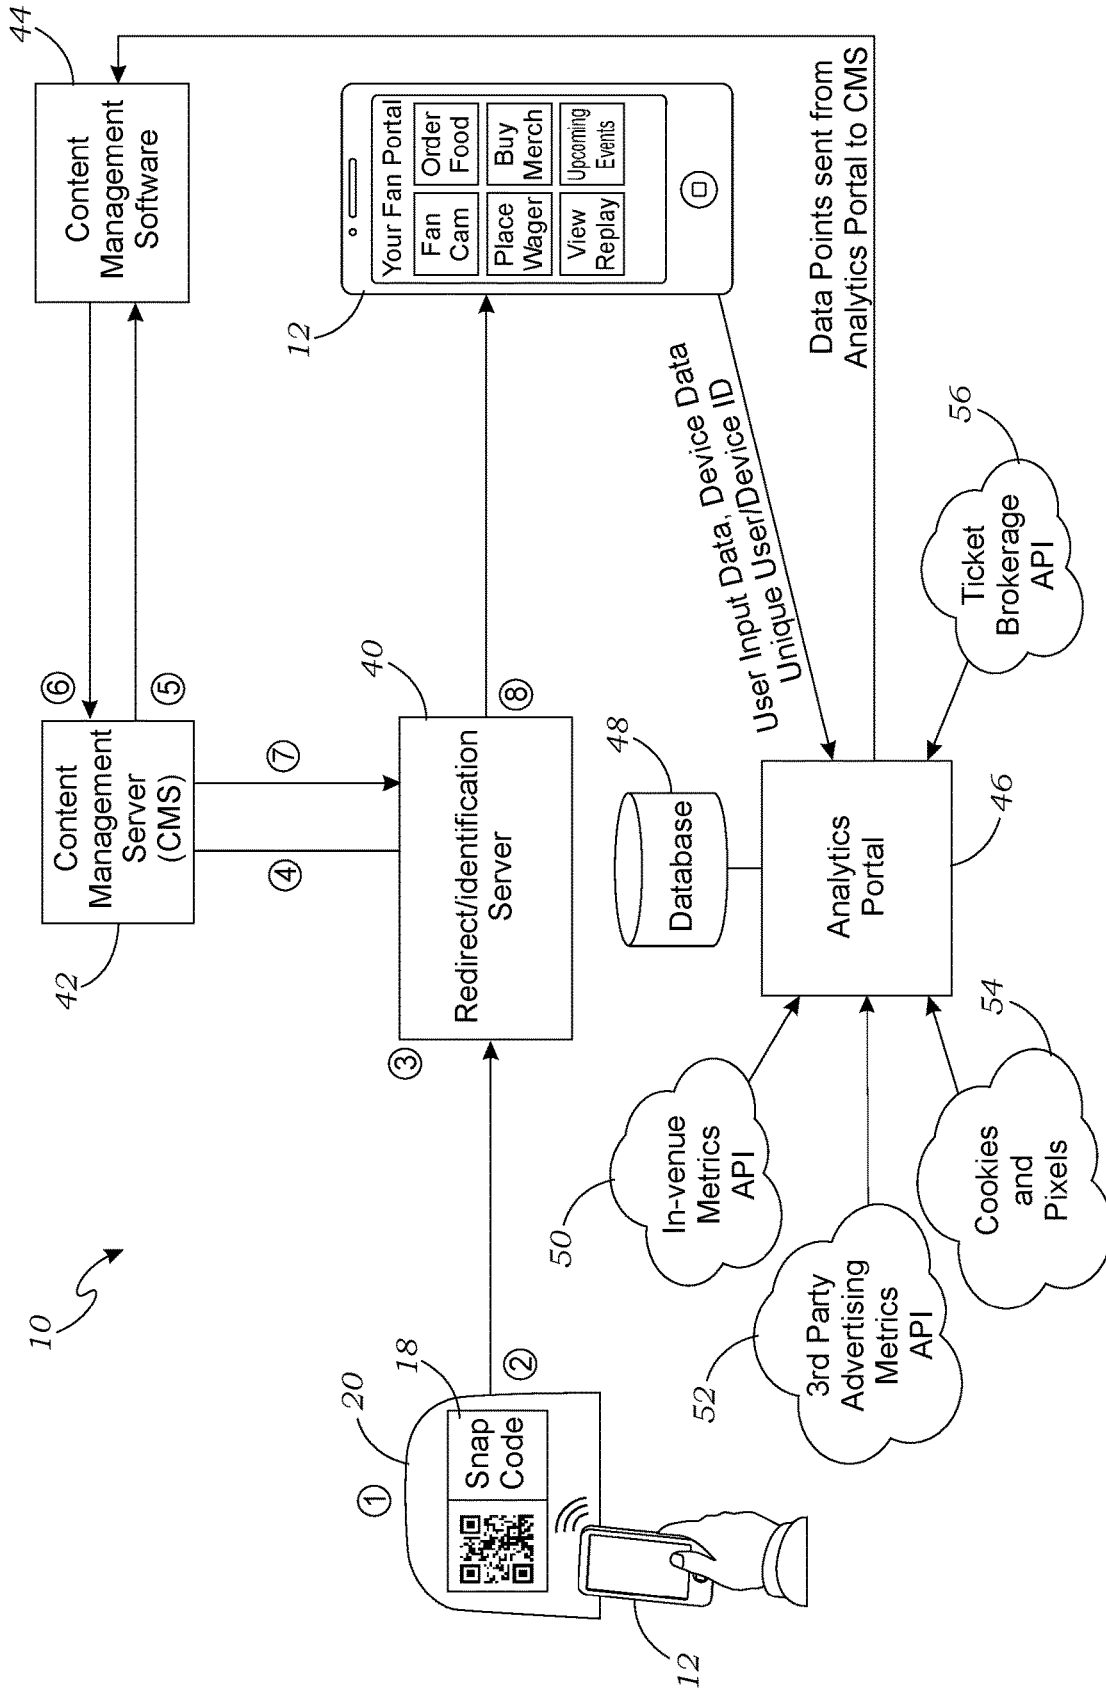 10
44
Content
Management
Software
⑥
⑤
Content
Management
Server
(CMS)
42
⑦
④
12
Your Fan Portal
Fan
Cam
Order
Food
Place
Wager
Buy
Merch
View
Replay
Upcoming
Events
40
⑧
Redirect/identification
Server
③
①
20
18
Snap
Code
②
12
User Input Data, Device Data
Unique User/Device ID
Data Points sent from
Analytics Portal to CMS
48
Database
Analytics
Portal
46
50
In-venue
Metrics
API
52
3rd Party
Advertising
Metrics
API
54
Cookies
and
Pixels
56
Ticket
Brokerage
API